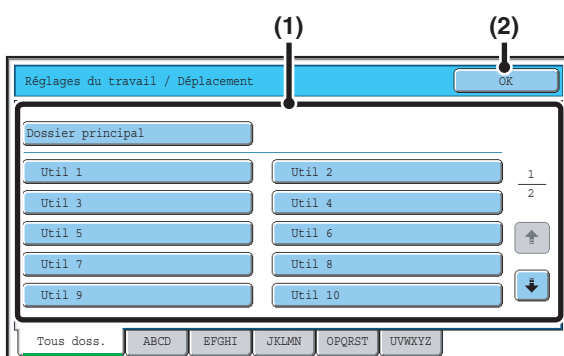 (1) (2)
Réglages du travail / Déplacement OK
Dossier principal
Util 1 Util 2
Util 3 Util 4
Util 5 Util 6
Util 7 Util 8
Util 9 Util 10
1
2
Tous doss. ABCD EFGHI JKLMN OPQRST UVWXYZ